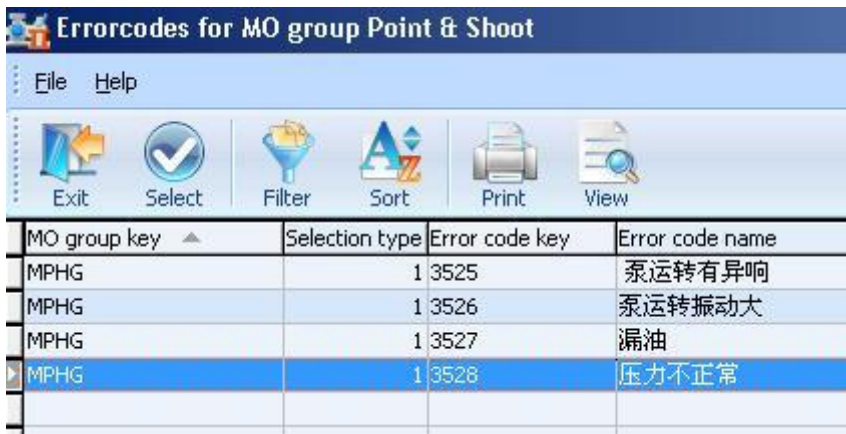 Errorcodes for MO group Point & Shoot
File Help
Exit Select Filter Sort Print View
MO group key Selection type Error code key Error code name
MPHG 1 3525 泵运转有异响
MPHG 1 3526 泵运转振动大
MPHG 1 3527 漏油
MPHG 1 3528 压力不正常